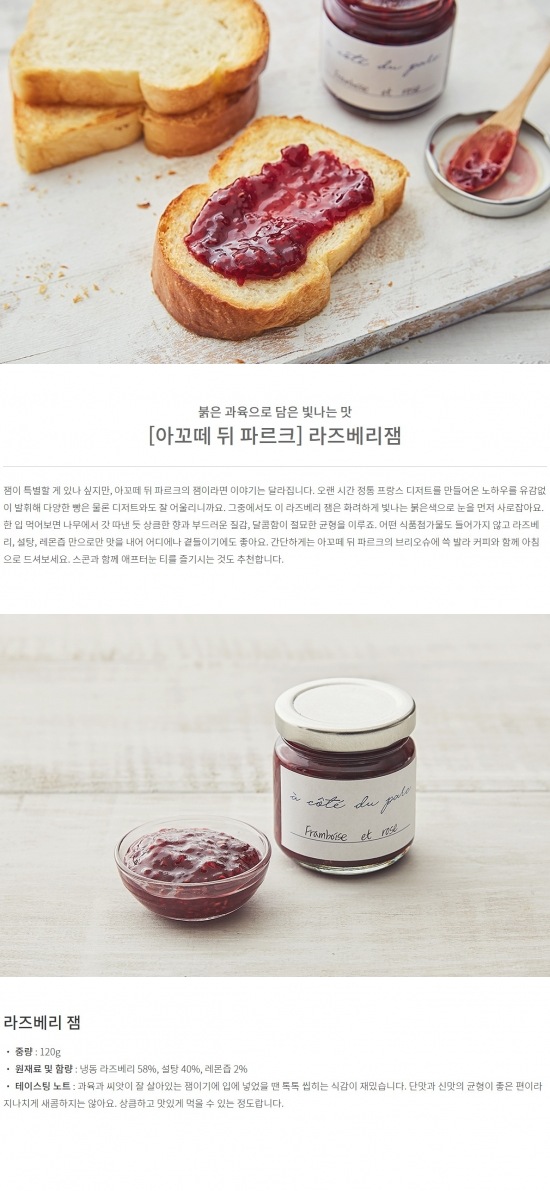 à côté du parc
Framboise et rose
붉은 과육으로 담은 빛나는 맛
[아꼬떼 뒤 파르크] 라즈베리잼
잼이 특별할 게 있나 싶지만, 아꼬떼 뒤 파르크의 잼이라면 이야기는 달라집니다. 오랜 시간 정통 프랑스 디저트를 만들어온 노하우를 유감없
이 발휘해 다양한 빵은 물론 디저트와도 잘 어울리니까요. 그중에서도 이 라즈베리 잼은 화려하게 빛나는 붉은색으로 눈을 먼저 사로잡아요.
한 입 먹어보면 나무에서 갓 따낸 듯 상큼한 향과 부드러운 질감, 달콤함이 절묘한 균형을 이루죠. 어떤 식품첨가물도 들어가지 않고 라즈베
리, 설탕, 레몬즙 만으로만 맛을 내어 어디에나 곁들이기에도 좋아요. 간단하게는 아꼬떼 뒤 파르크의 브리오슈에 쓱 발라 커피와 함께 아침
으로 드셔보세요. 스콘과 함께 애프터눈 티를 즐기시는 것도 추천합니다.
à côté du parc
Framboise et rose
라즈베리 잼
• 중량 : 120g
• 원재료 및 함량 : 냉동 라즈베리 58%, 설탕 40%, 레몬즙 2%
• 테이스팅 노트 : 과육과 씨앗이 잘 살아있는 잼이기에 입에 넣었을 땐 톡톡 씹히는 식감이 재밌습니다. 단맛과 신맛의 균형이 좋은 편이라
지나치게 새콤하지는 않아요. 상큼하고 맛있게 먹을 수 있는 정도랍니다.